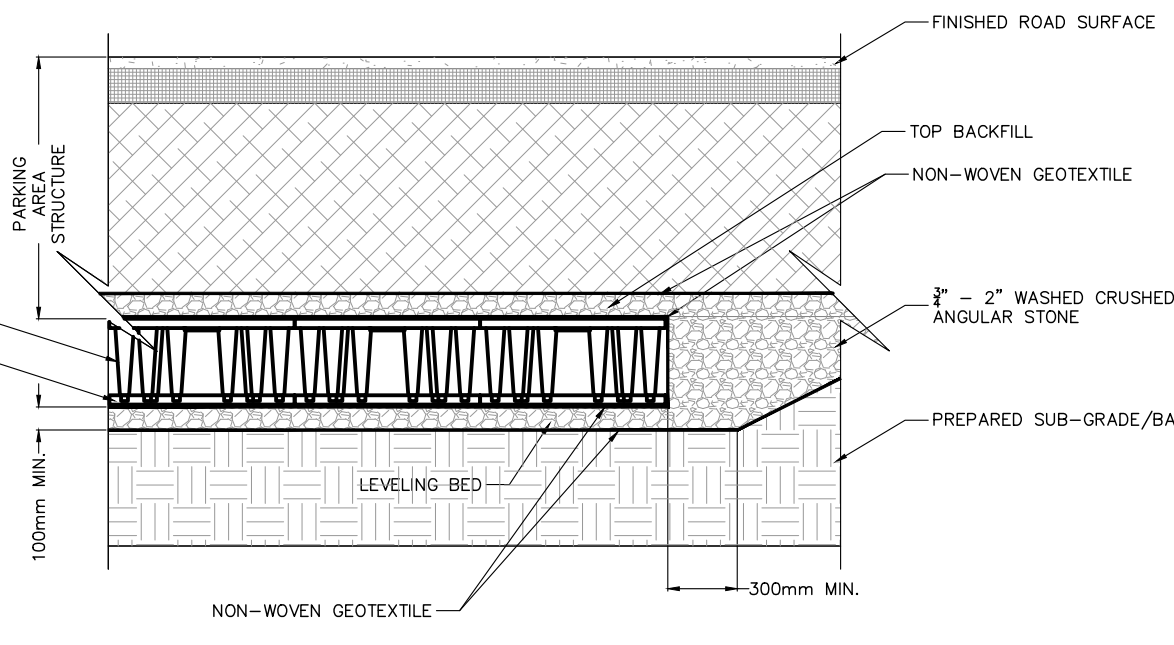 FINISHED ROAD SURFACE
TOP BACKFILL
NON-WOVEN GEOTEXTILE
PARKING
AREA
STRUCTURE
3/4" - 2" WASHED CRUSHED
ANGULAR STONE
PREPARED SUB-GRADE/BA
LEVELING BED
100mm MIN.
300mm MIN.
NON-WOVEN GEOTEXTILE